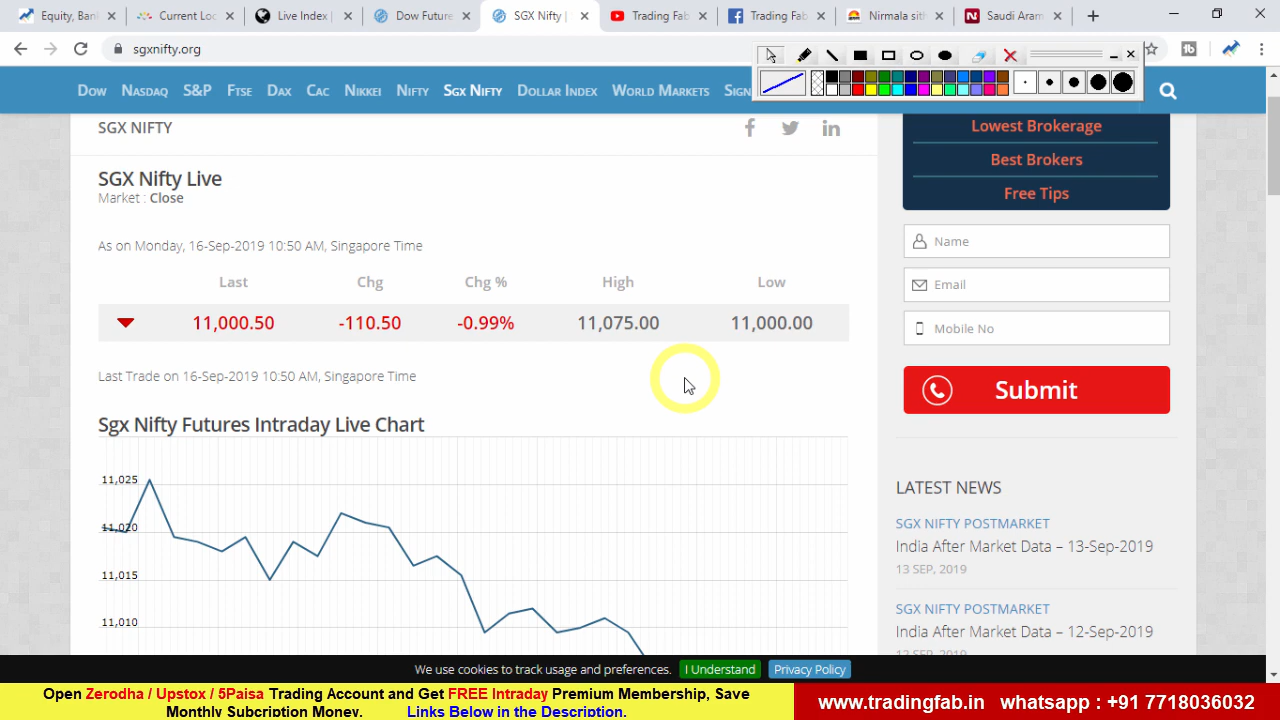 Equity, Bank
Current Loc
Live Index |
Dow Future
SGX Nifty |
Trading Fab
Trading Fab
Nirmala sit
Saudi Aram
sgxnifty.org
Dow Nasdaq S&P Ftse Dax Cac Nikkei Nifty Sgx Nifty Dollar Index World Markets Sign
SGX NIFTY
SGX Nifty Live
Market : Close
As on Monday, 16-Sep-2019 10:50 AM, Singapore Time
Last Chg Chg % High Low
11,000.50 -110.50 -0.99% 11,075.00 11,000.00
Last Trade on 16-Sep-2019 10:50 AM, Singapore Time
Sgx Nifty Futures Intraday Live Chart
11,025
11,020
11,015
11,010
Lowest Brokerage
Best Brokers
Free Tips
Name
Email
Mobile No
Submit
LATEST NEWS
SGX NIFTY POSTMARKET
India After Market Data – 13-Sep-2019
13 SEP, 2019
SGX NIFTY POSTMARKET
India After Market Data – 12-Sep-2019
12 SEP, 2019
We use cookies to track usage and preferences. I Understand Privacy Policy
Open Zerodha / Upstox / 5Paisa Trading Account and Get FREE Intraday Premium Membership, Save
Monthly Subcription Money. Links Below in the Description.
www.tradingfab.in whatsapp : +91 7718036032